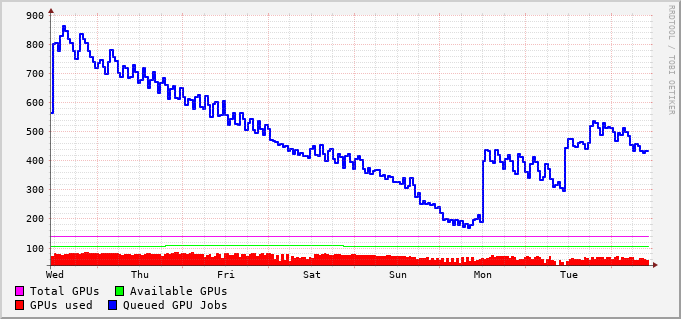 900
800
700
600
500
400
300
200
100
Wed Thu Fri Sat Sun Mon Tue
Total GPUs Available GPUs
GPUs used Queued GPU Jobs
RRDTOOL / TOBI OETIKER